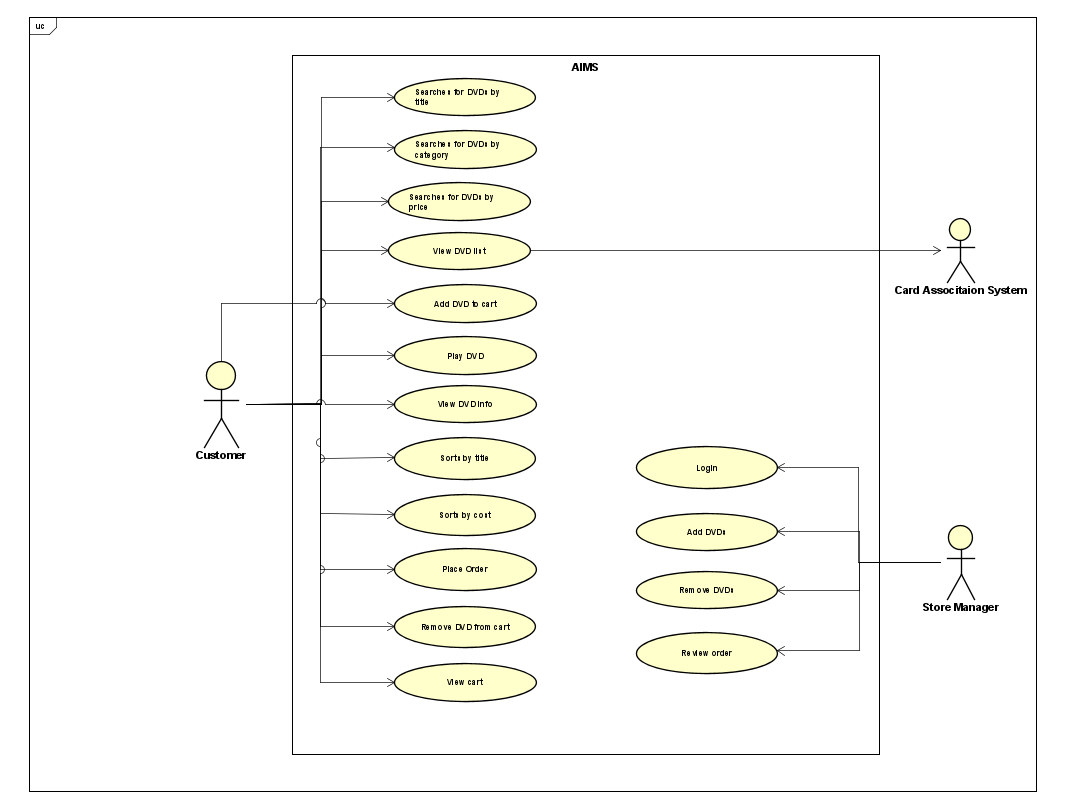 uc
AIMS
Searches for DVDs by
title
Searches for DVDs by
category
Searches for DVDs by
price
View DVD list
Card Associtaion System
Add DVD to cart
Play DVD
View DVD info
Customer
Sorts by title
Login
Sorts by cost
Add DVDs
Place Order
Remove DVDs
Store Manager
Remove DVD from cart
Review order
View cart